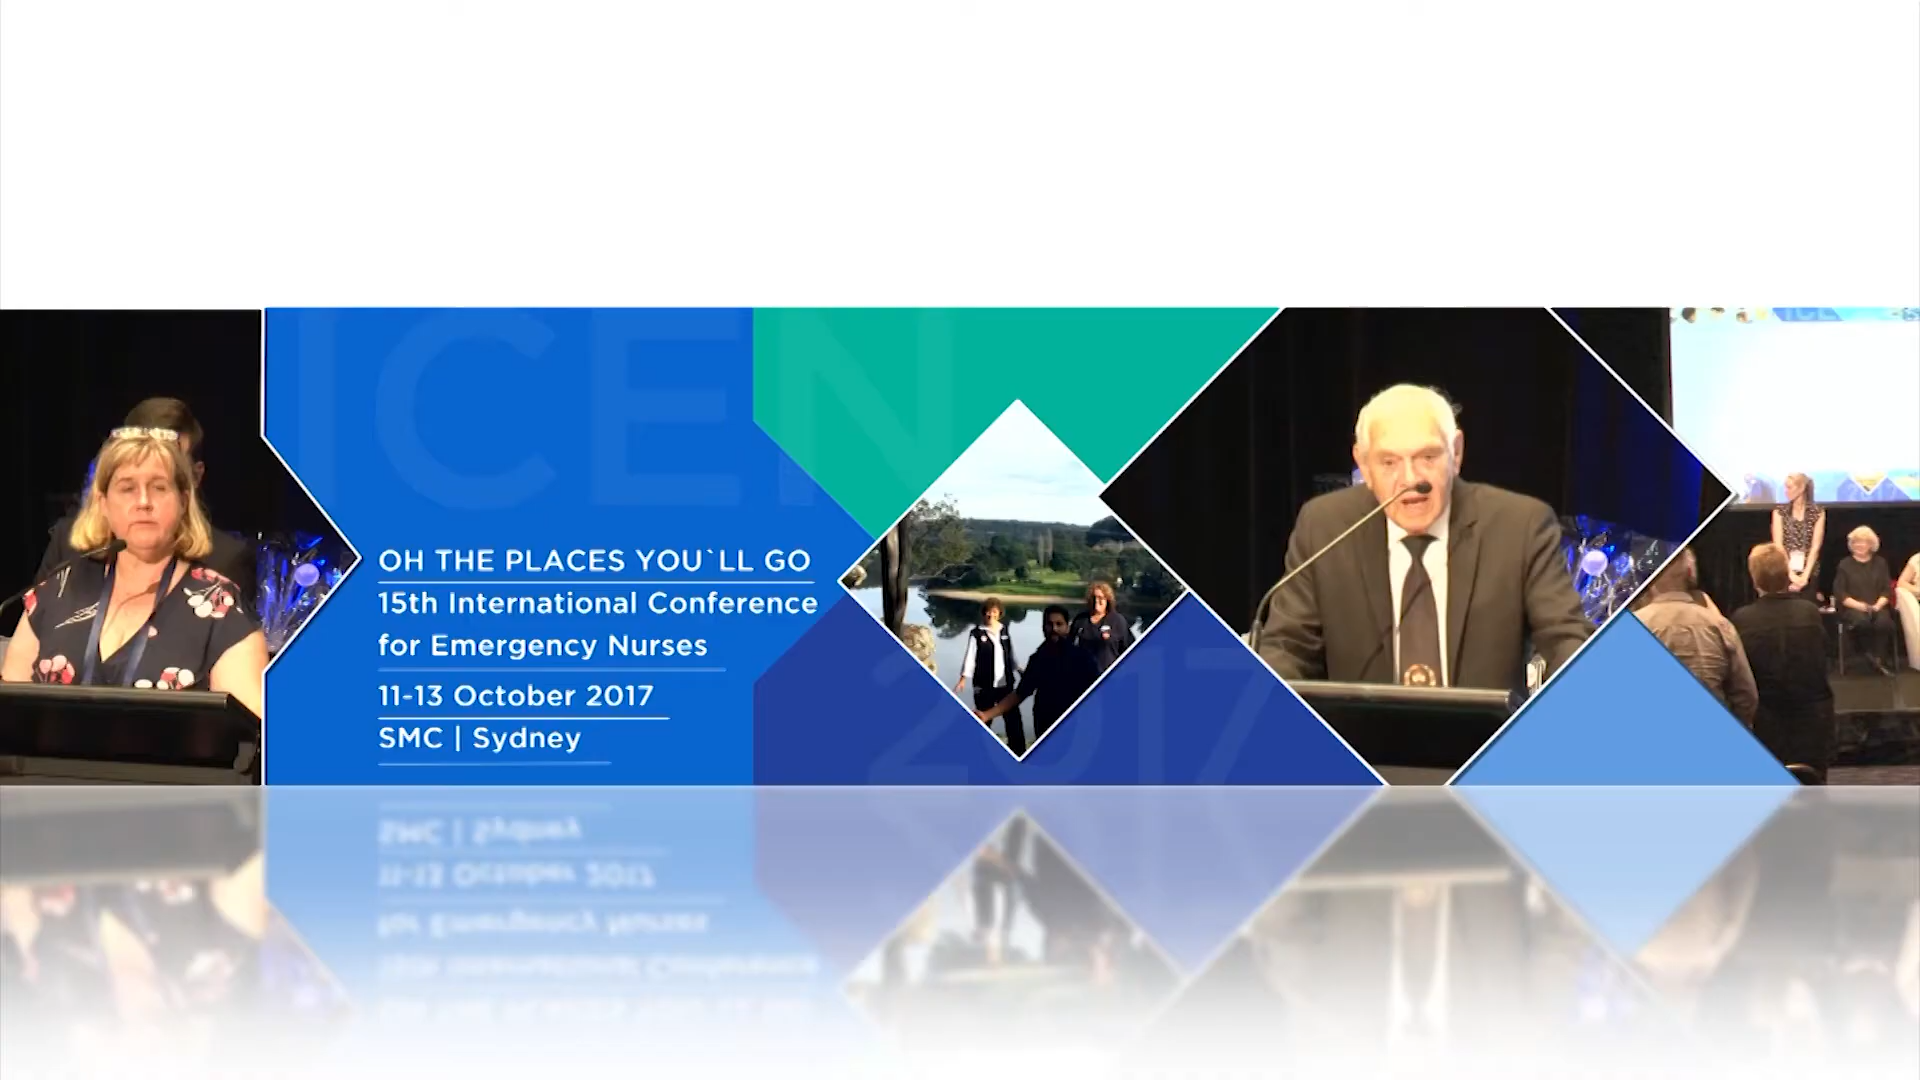 ICEN
OH THE PLACES YOU`LL GO
15th International Conference
for Emergency Nurses
11-13 October 2017
SMC | Sydney
2017
ICE